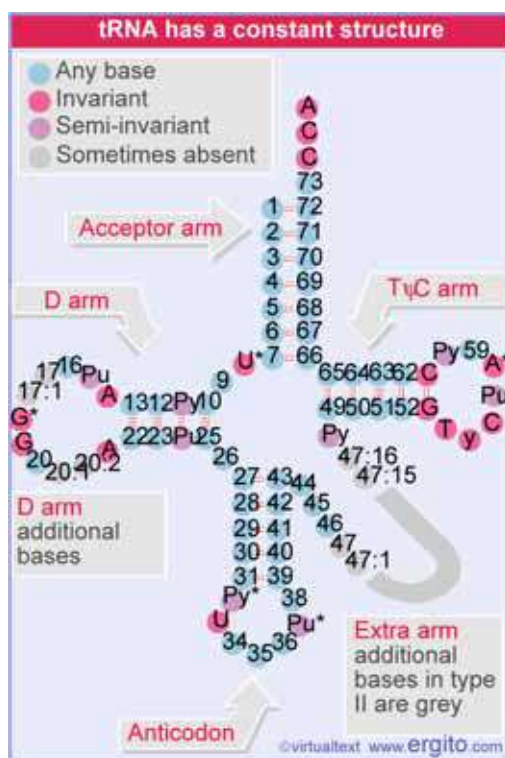 tRNA has a constant structure
Any base
Invariant
Semi-invariant
Sometimes absent
A
C
C
73
1 72
2 71
3 70
4 69
5 68
6 67
U* 7 66
Acceptor arm
D arm
TψC arm
9
17:1 17 16 Pu A 13 12 Py 10
G* G 20 20:1 20:2 A 22 23 Pu 25
26
65 64 63 62 C Py 59 A*
49 50 51 52 G T ψ C Pu
Py
47:16
47:15
27 43 44
28 42 45
29 41 46
30 40 47
31 39 47:1
Py* 38
U Pu*
34 35 36
D arm
additional
bases
Extra arm
additional
bases in type
II are grey
Anticodon
©virtualtext www.ergito.com